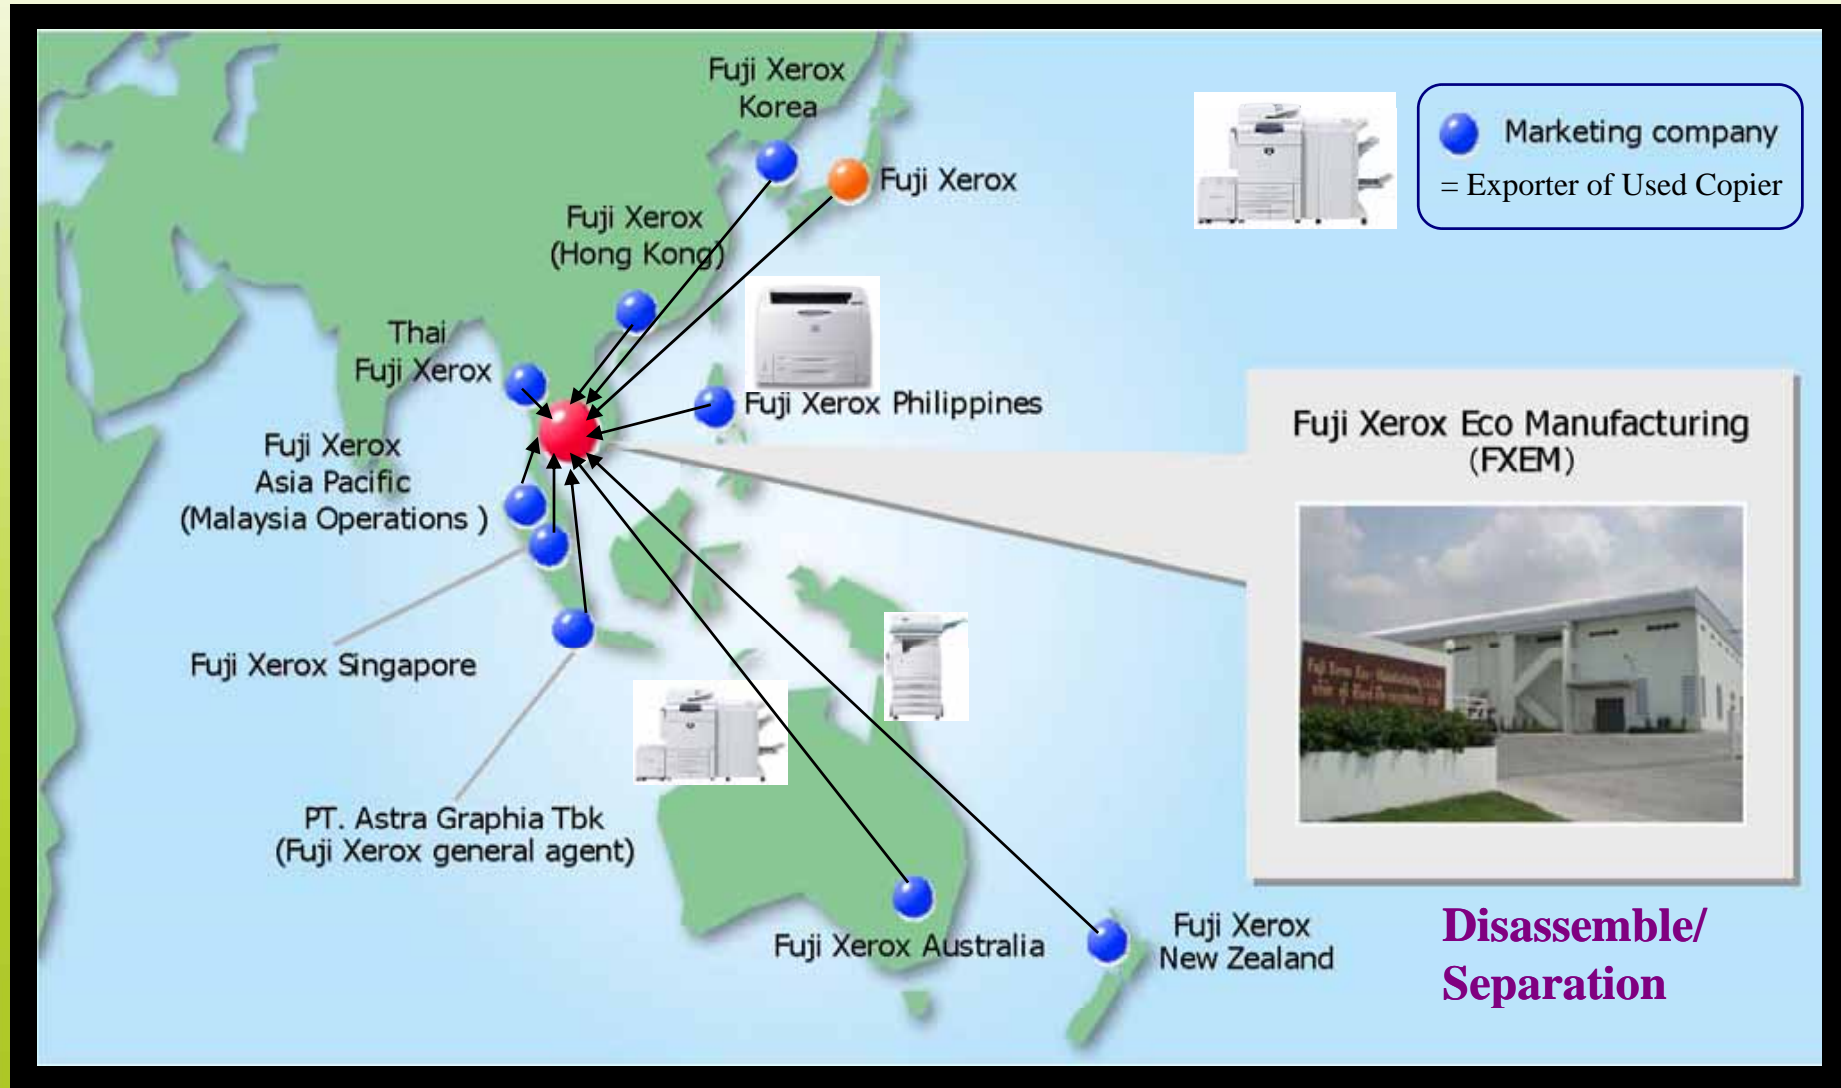 Fuji Xerox
Korea
Marketing company
= Exporter of Used Copier
Fuji Xerox
Fuji Xerox
(Hong Kong)
Thai
Fuji Xerox
Fuji Xerox Philippines
Fuji Xerox
Asia Pacific
(Malaysia Operations )
Fuji Xerox Eco Manufacturing
(FXEM)
Fuji Xerox Singapore
PT. Astra Graphia Tbk
(Fuji Xerox general agent)
Fuji Xerox Australia
Fuji Xerox
New Zealand
Disassemble/
Separation